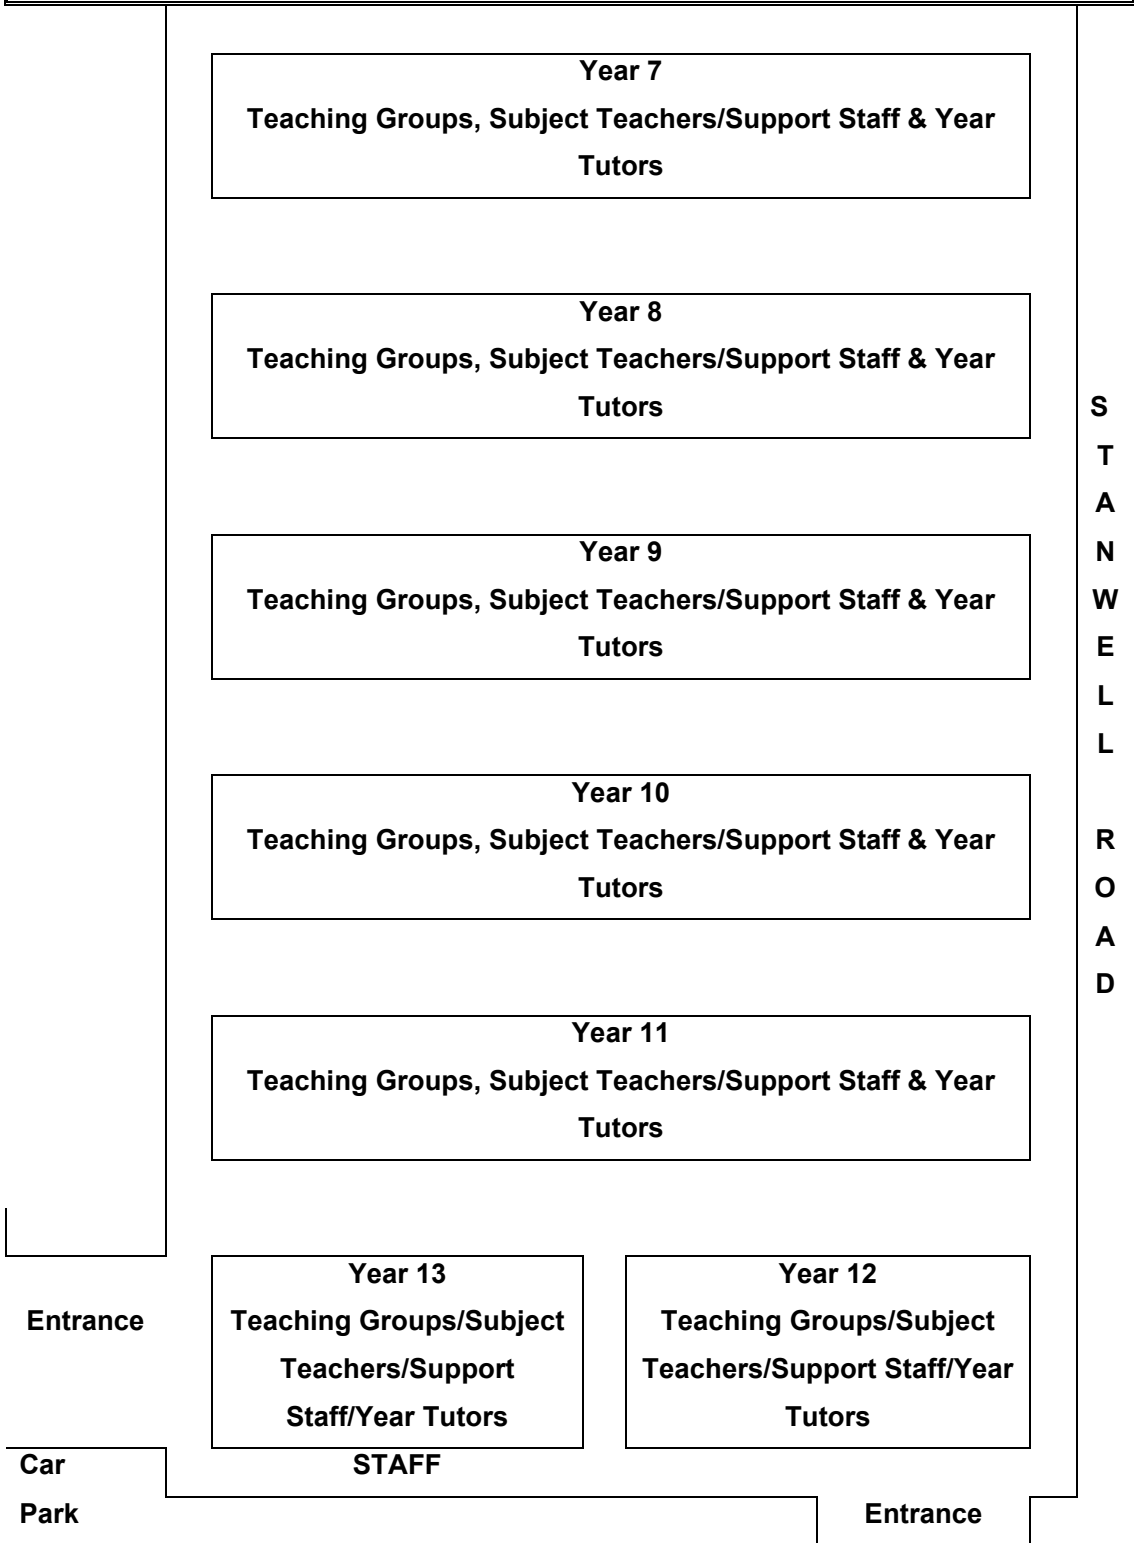 Year 7
Teaching Groups, Subject Teachers/Support Staff & Year
Tutors
Year 8
Teaching Groups, Subject Teachers/Support Staff & Year
Tutors
Year 9
Teaching Groups, Subject Teachers/Support Staff & Year
Tutors
Year 10
Teaching Groups, Subject Teachers/Support Staff & Year
Tutors
Year 11
Teaching Groups, Subject Teachers/Support Staff & Year
Tutors
S
T
A
N
W
E
L
L
R
O
A
D
Entrance
Year 13
Teaching Groups/Subject
Teachers/Support
Staff/Year Tutors
Year 12
Teaching Groups/Subject
Teachers/Support Staff/Year
Tutors
Car
Park
STAFF
Entrance